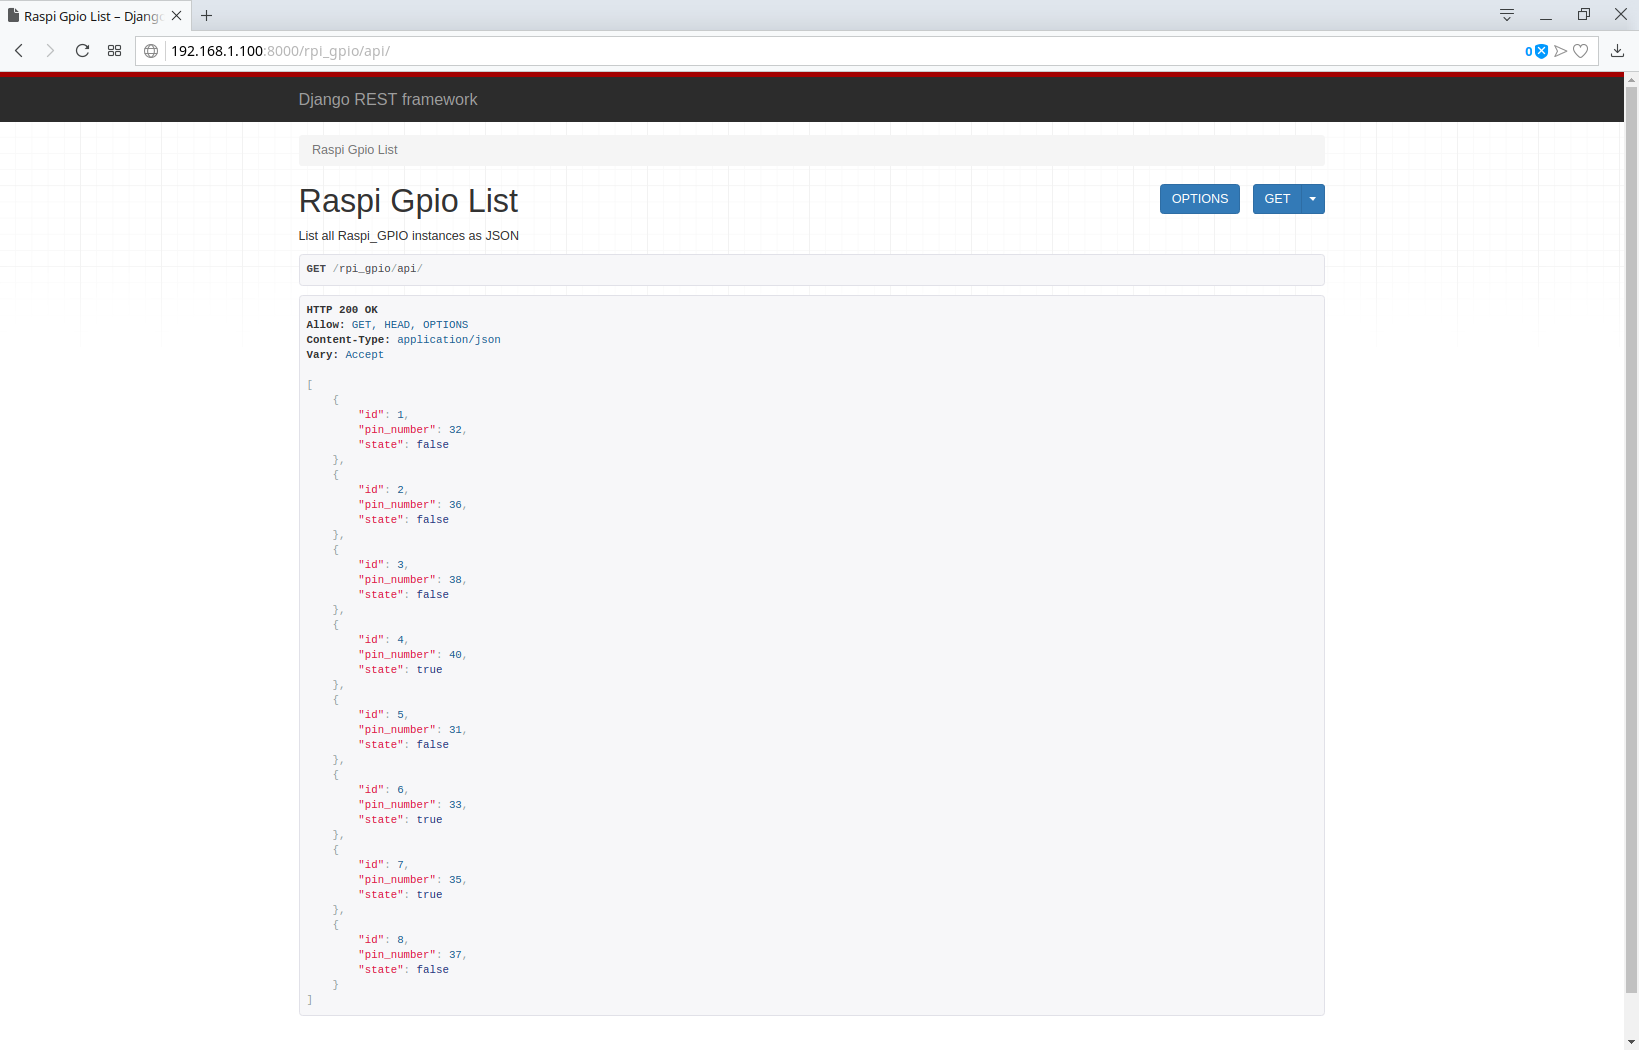 Raspi Gpio List – Djang
192.168.1.100:8000/rpi_gpio/api/
0
Django REST framework
Raspi Gpio List
Raspi Gpio List
OPTIONS
GET
List all Raspi_GPIO instances as JSON
GET /rpi_gpio/api/
HTTP 200 OK
Allow: GET, HEAD, OPTIONS
Content-Type: application/json
Vary: Accept
[
    {
        "id": 1,
        "pin_number": 32,
        "state": false
    },
    {
        "id": 2,
        "pin_number": 36,
        "state": false
    },
    {
        "id": 3,
        "pin_number": 38,
        "state": false
    },
    {
        "id": 4,
        "pin_number": 40,
        "state": true
    },
    {
        "id": 5,
        "pin_number": 31,
        "state": false
    },
    {
        "id": 6,
        "pin_number": 33,
        "state": true
    },
    {
        "id": 7,
        "pin_number": 35,
        "state": true
    },
    {
        "id": 8,
        "pin_number": 37,
        "state": false
    }
]